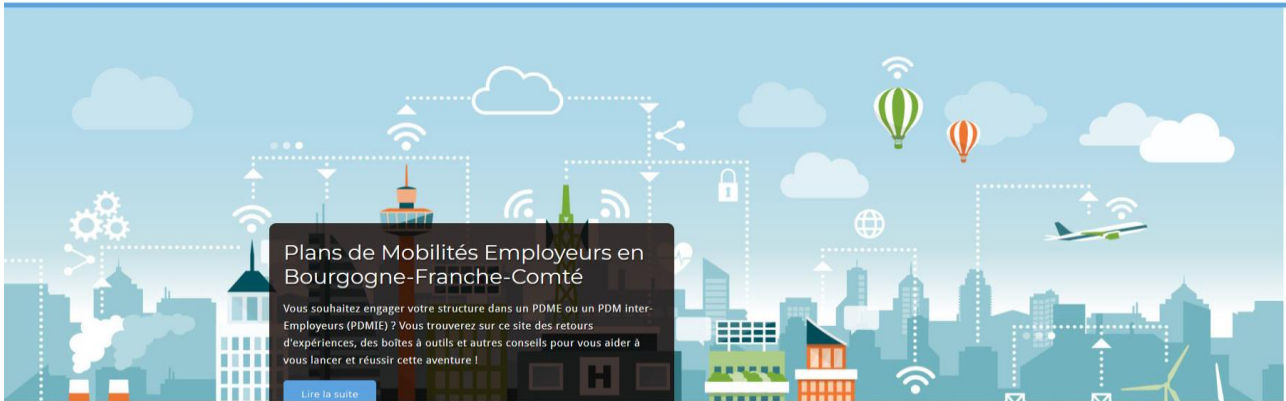 Plans de Mobilités Employeurs en
Bourgogne-Franche-Comté
Vous souhaitez engager votre structure dans un PDME ou un PDM inter-
Employeurs (PDMIE) ? Vous trouverez sur ce site des retours
d'expériences, des boîtes à outils et autres conseils pour vous aider à
vous lancer et réussir cette aventure !
Lire la suite
H